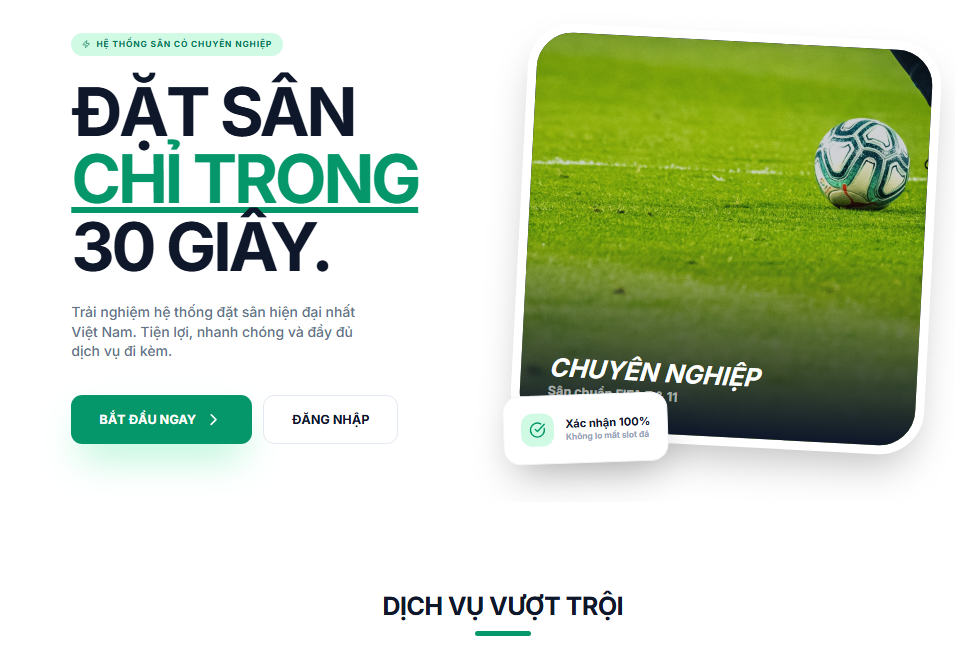 HỆ THỐNG SÂN CỎ CHUYÊN NGHIỆP
ĐẶT SÂN
CHỈ TRONG
30 GIÂY.
Trải nghiệm hệ thống đặt sân hiện đại nhất
Việt Nam. Tiện lợi, nhanh chóng và đầy đủ
dịch vụ đi kèm.
BẮT ĐẦU NGAY
ĐĂNG NHẬP
CHUYÊN NGHIỆP
Sân chuẩn 11
Xác nhận 100%
Không lo mất slot đá
DỊCH VỤ VƯỢT TRỘI